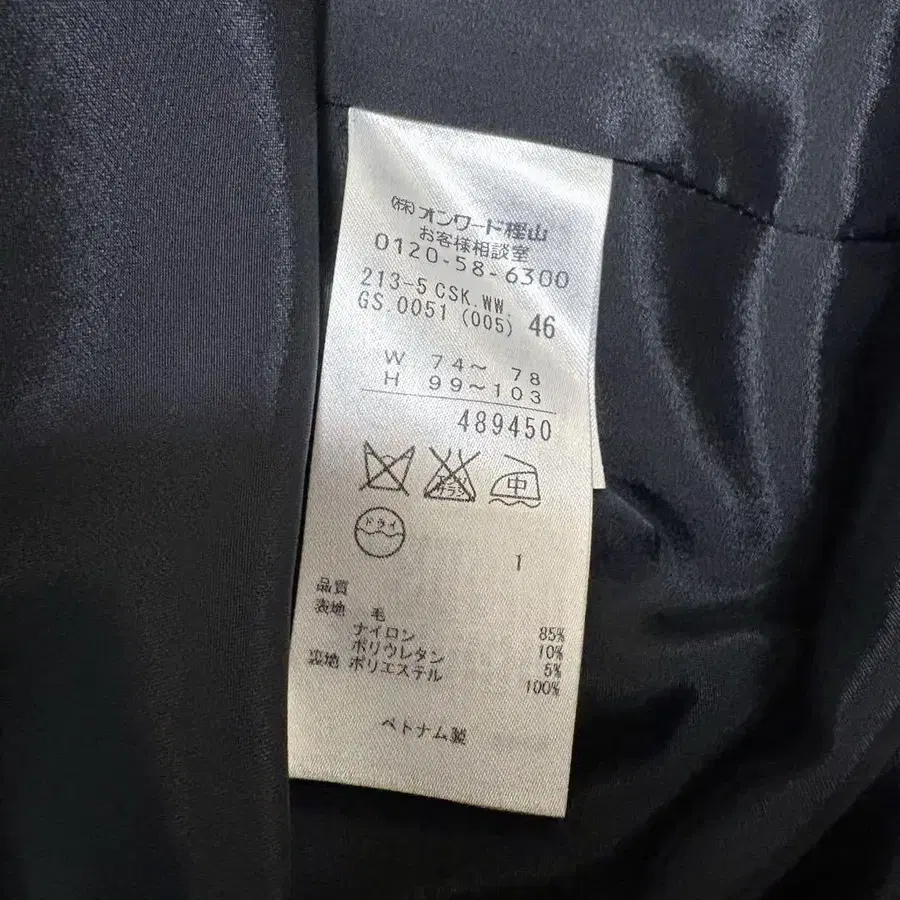 ㈱オンワード樫山
お客様相談室
0120-58-6300
213-5 CSK.WW.
GS.0051 (005) 46
W 74～ 78
H 99～103
489450
中
ドライ
1
品質
表地 毛 85%
ナイロン 10%
ポリウレタン 5%
裏地 ポリエステル 100%
ベトナム製